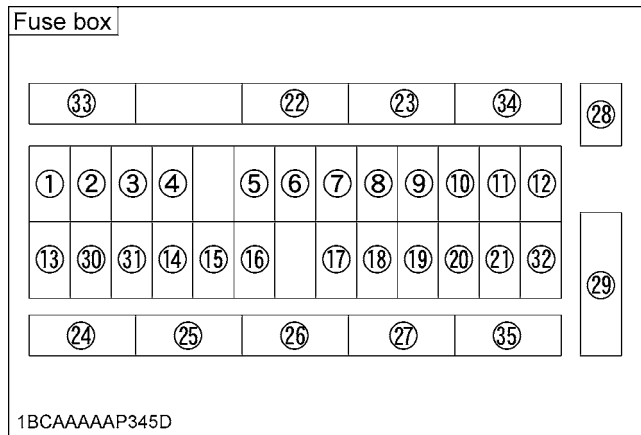 Fuse box
㉝ ㉒ ㉓ ㉞ ㉘
① ② ③ ④ ⑤ ⑥ ⑦ ⑧ ⑨ ⑩ ⑪ ⑫
⑬ ㉚ ㉛ ⑭ ⑮ ⑯ ⑰ ⑱ ⑲ ⑳ ㉑ ㉜ ㉙
㉔ ㉕ ㉖ ㉗ ㉟
1BCAAAAAP345D